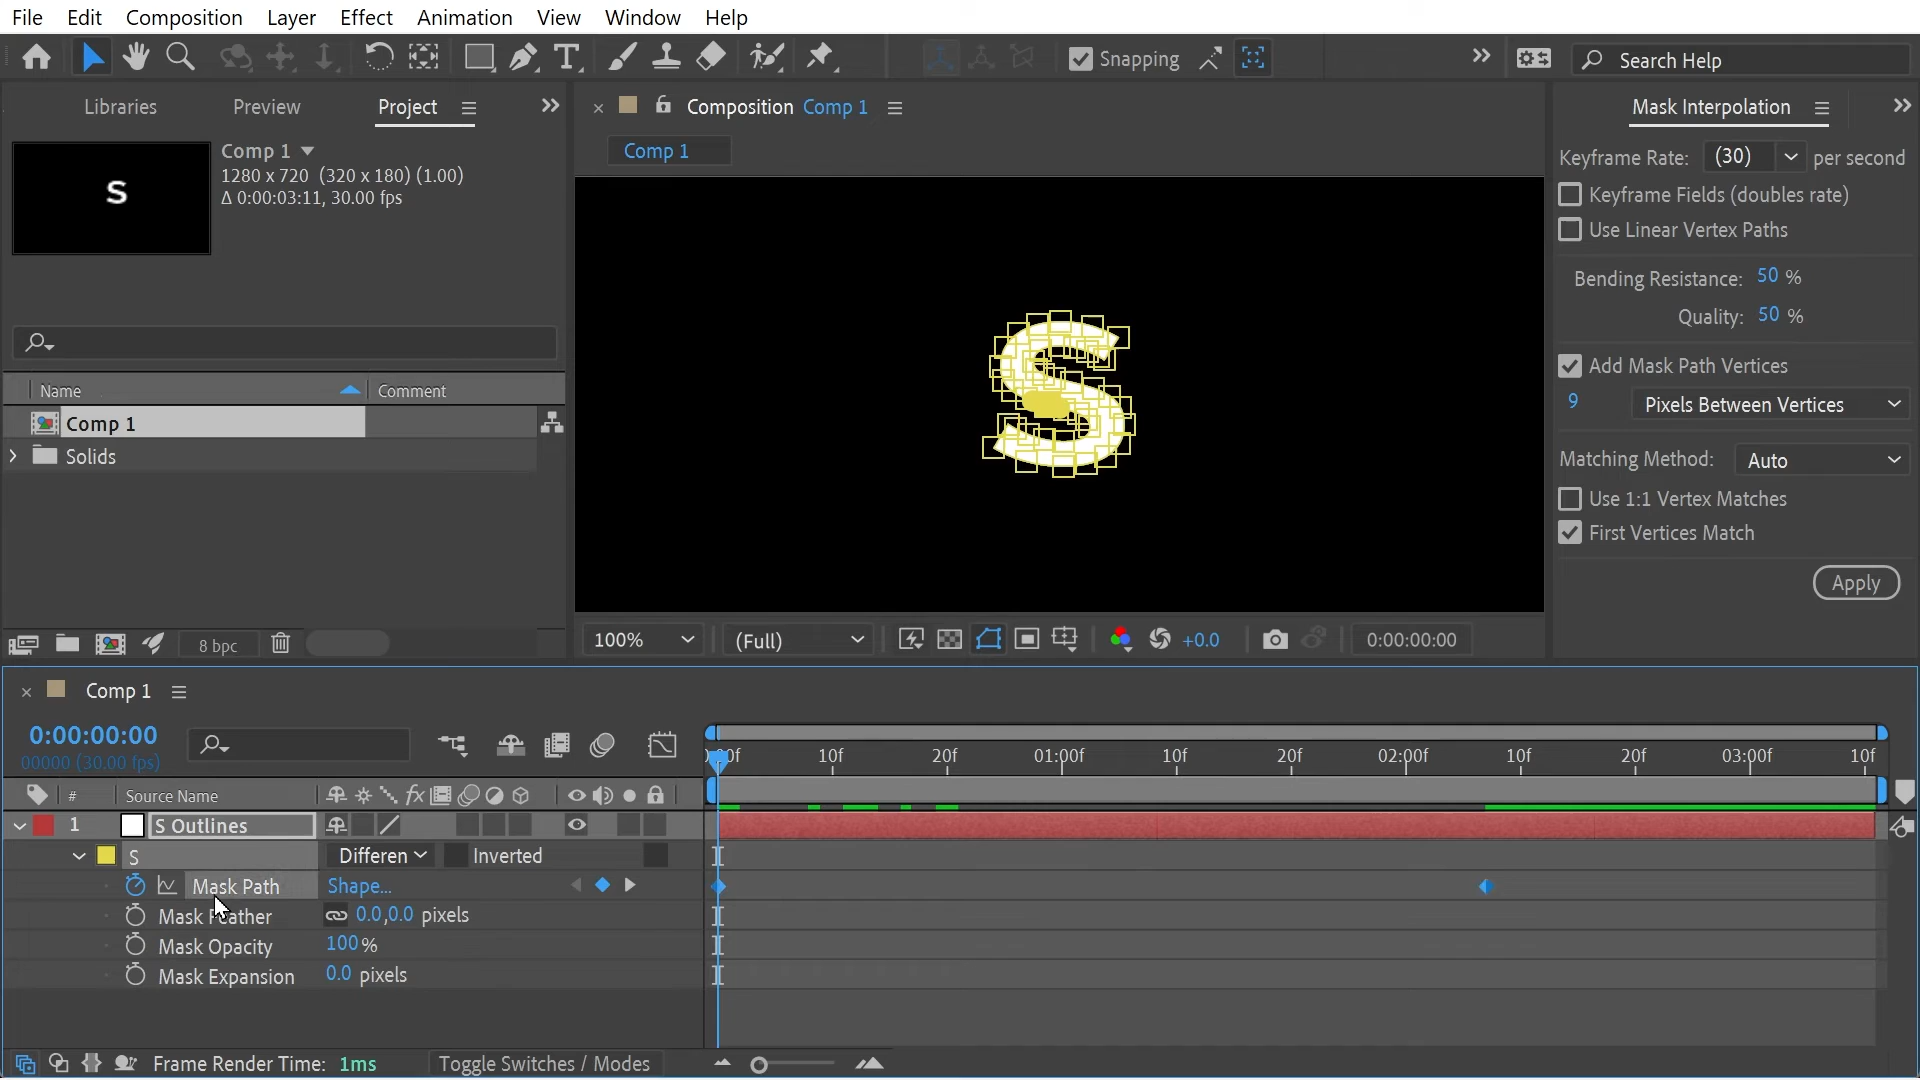 File Edit Composition Layer Effect Animation View Window Help
Snapping
Search Help
Libraries Preview Project
Composition Comp 1
Mask Interpolation
Comp 1
1280 x 720 (320 x 180) (1.00)
Δ 0:00:03:11, 30.00 fps
S
Comp 1
Keyframe Rate: (30) per second
Keyframe Fields (doubles rate)
Use Linear Vertex Paths
Bending Resistance: 50 %
Quality: 50 %
Add Mask Path Vertices
9 Pixels Between Vertices
Matching Method: Auto
Use 1:1 Vertex Matches
First Vertices Match
Apply
S
Name Comment
Comp 1
Solids
8 bpc
100% (Full) +0.0 0:00:00:00
Comp 1
0:00:00:00
00000 (30.00 fps)
10f 20f 01:00f 10f 20f 02:00f 10f 20f 03:00f 10f
# Source Name fx
1 S Outlines
S Differen Inverted
Mask Path Shape...
Mask Feather 0.0,0.0 pixels
Mask Opacity 100%
Mask Expansion 0.0 pixels
Frame Render Time: 1ms Toggle Switches / Modes